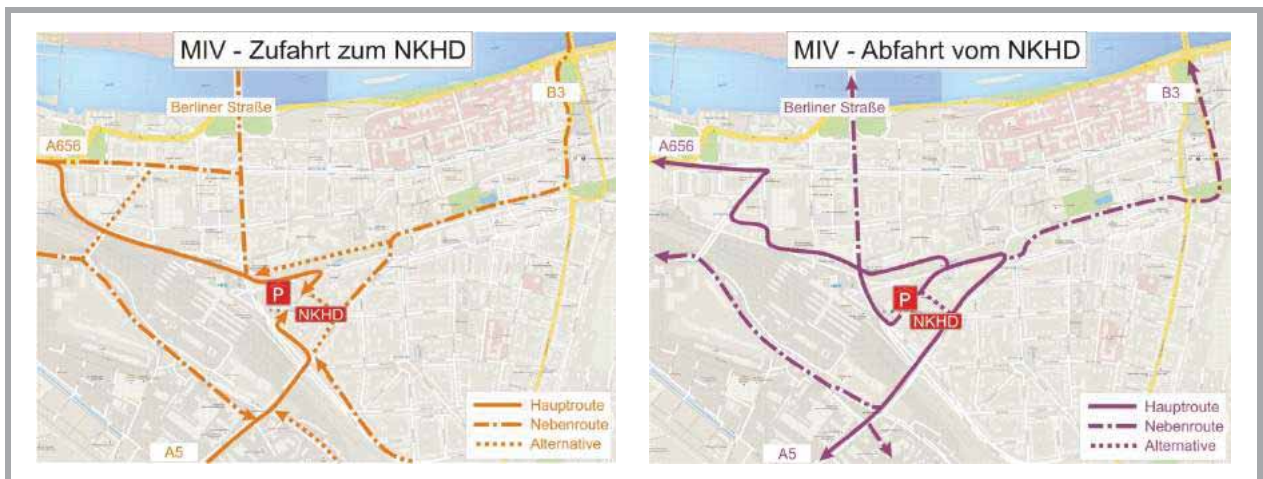 MIV - Zufahrt zum NKHD
Berliner Straße
B3
A656
P
NKHD
Hauptroute
Nebenroute
Alternative
A5
MIV - Abfahrt vom NKHD
Berliner Straße
B3
A656
P
NKHD
Hauptroute
Nebenroute
Alternative
A5